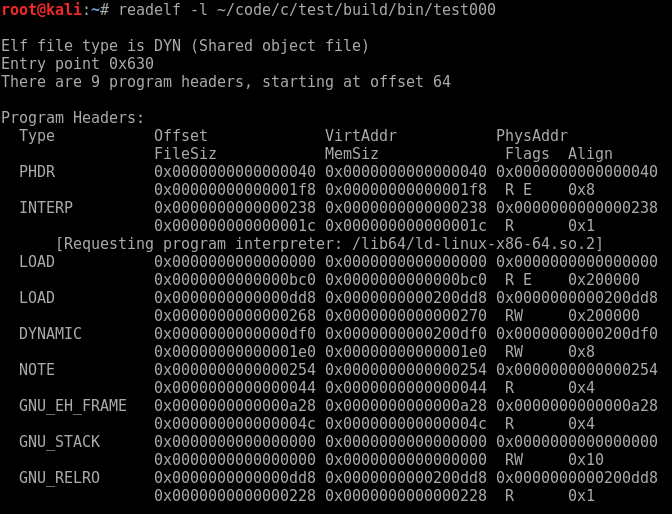 root@kali:~# readelf -l ~/code/c/test/build/bin/test000

Elf file type is DYN (Shared object file)
Entry point 0x630
There are 9 program headers, starting at offset 64

Program Headers:
  Type           Offset             VirtAddr           PhysAddr
                 FileSiz            MemSiz              Flags  Align
  PHDR           0x0000000000000040 0x0000000000000040 0x0000000000000040
                 0x00000000000001f8 0x00000000000001f8  R E    0x8
  INTERP         0x0000000000000238 0x0000000000000238 0x0000000000000238
                 0x000000000000001c 0x000000000000001c  R      0x1
      [Requesting program interpreter: /lib64/ld-linux-x86-64.so.2]
  LOAD           0x0000000000000000 0x0000000000000000 0x0000000000000000
                 0x0000000000000bc0 0x0000000000000bc0  R E    0x200000
  LOAD           0x0000000000000dd8 0x0000000000200dd8 0x0000000000200dd8
                 0x0000000000000268 0x0000000000000270  RW     0x200000
  DYNAMIC        0x0000000000000df0 0x0000000000200df0 0x0000000000200df0
                 0x00000000000001e0 0x00000000000001e0  RW     0x8
  NOTE           0x0000000000000254 0x0000000000000254 0x0000000000000254
                 0x0000000000000044 0x0000000000000044  R      0x4
  GNU_EH_FRAME   0x0000000000000a28 0x0000000000000a28 0x0000000000000a28
                 0x000000000000004c 0x000000000000004c  R      0x4
  GNU_STACK      0x0000000000000000 0x0000000000000000 0x0000000000000000
                 0x0000000000000000 0x0000000000000000  RW     0x10
  GNU_RELRO      0x0000000000000dd8 0x0000000000200dd8 0x0000000000200dd8
                 0x0000000000000228 0x0000000000000228  R      0x1